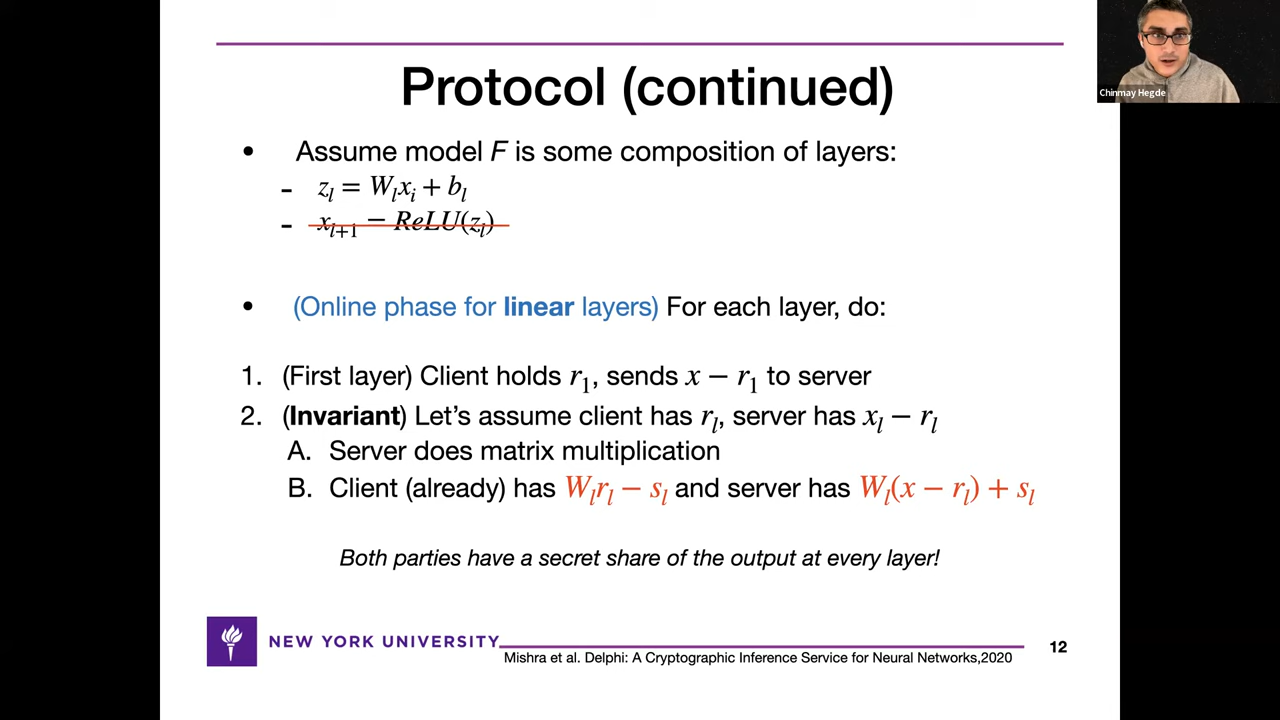 Protocol (continued)
Chinmay Hegde
• Assume model F is some composition of layers:
- z_l = W_l x_i + b_l
- x_{l+1} = ReLU(z_l)
• (Online phase for linear layers) For each layer, do:
1. (First layer) Client holds r_1, sends x − r_1 to server
2. (Invariant) Let's assume client has r_l, server has x_l − r_l
A. Server does matrix multiplication
B. Client (already) has W_l r_l − s_l and server has W_l(x − r_l) + s_l
Both parties have a secret share of the output at every layer!
NEW YORK UNIVERSITY
Mishra et al. Delphi: A Cryptographic Inference Service for Neural Networks,2020
12